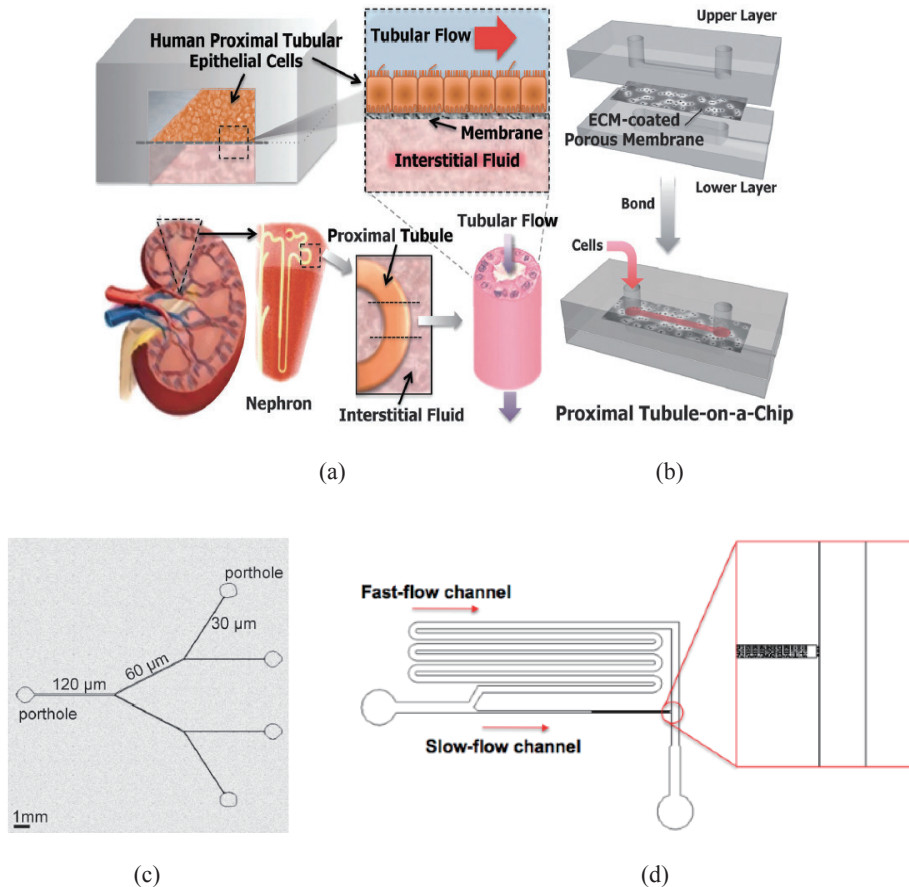 Human Proximal Tubular
Epithelial Cells
Tubular Flow
Membrane
Interstitial Fluid
Proximal Tubule
Tubular Flow
Nephron
Interstitial Fluid
(a)
Upper Layer
ECM-coated
Porous Membrane
Lower Layer
Bond
Cells
Proximal Tubule-on-a-Chip
(b)
porthole
30 µm
60 µm
120 µm
porthole
1mm
(c)
Fast-flow channel
Slow-flow channel
(d)